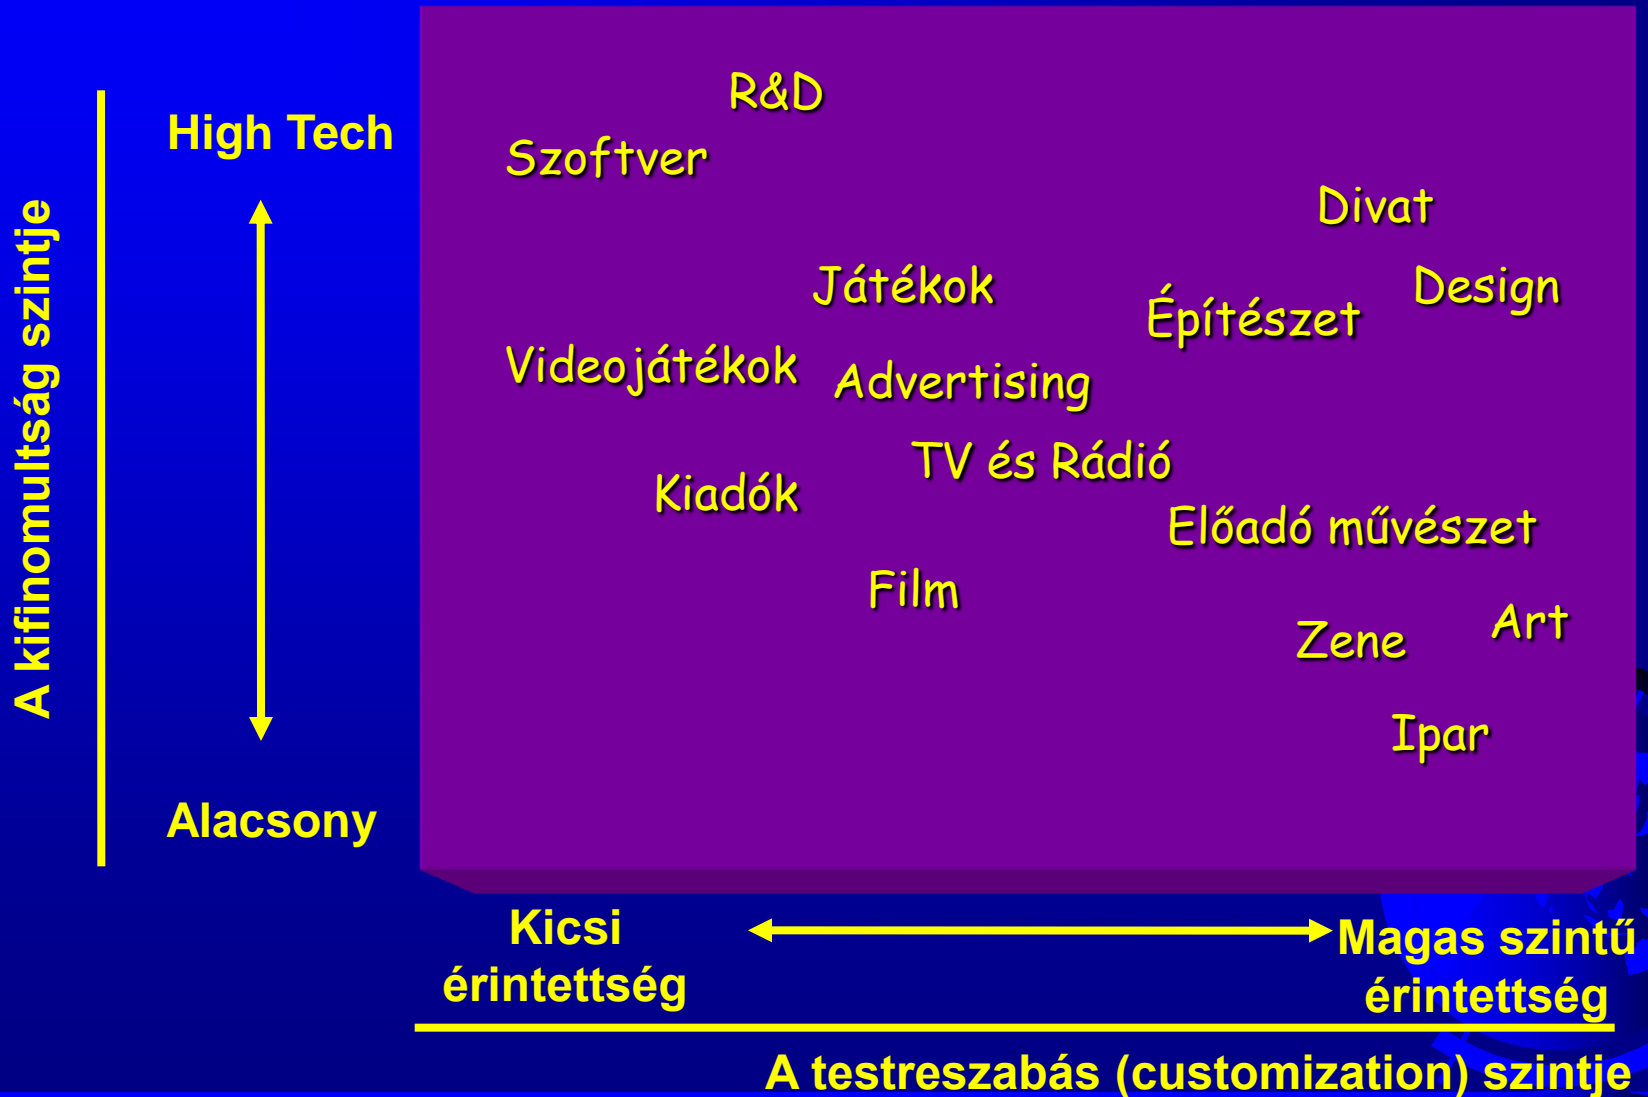 A kifinomultság szintje
High Tech
Alacsony
R&D
Szoftver
Divat
Játékok
Design
Építészet
Videojátékok
Advertising
TV és Rádió
Kiadók
Előadó művészet
Film
Art
Zene
Ipar
Kicsi
érintettség
Magas szintű
érintettség
A testreszabás (customization) szintje